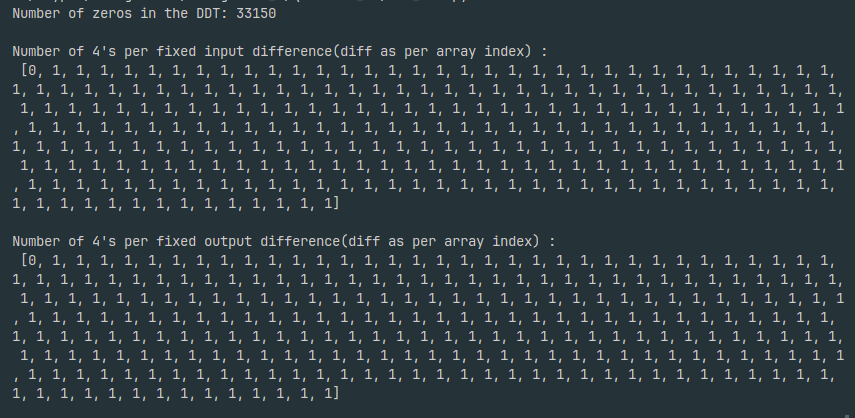 Number of zeros in the DDT: 33150
Number of 4's per fixed input difference(diff as per array index) :
[0, 1, 1, 1, 1, 1, 1, 1, 1, 1, 1, 1, 1, 1, 1, 1, 1, 1, 1, 1, 1, 1, 1, 1, 1, 1, 1, 1, 1, 1, 1, 1, 1, 1,
1, 1, 1, 1, 1, 1, 1, 1, 1, 1, 1, 1, 1, 1, 1, 1, 1, 1, 1, 1, 1, 1, 1, 1, 1, 1, 1, 1, 1, 1, 1, 1, 1, 1, 1,
1, 1, 1, 1, 1, 1, 1, 1, 1, 1, 1, 1, 1, 1, 1, 1, 1, 1, 1, 1, 1, 1, 1, 1, 1, 1, 1, 1, 1, 1, 1, 1, 1, 1, 1
, 1, 1, 1, 1, 1, 1, 1, 1, 1, 1, 1, 1, 1, 1, 1, 1, 1, 1, 1, 1, 1, 1, 1, 1, 1, 1, 1, 1, 1, 1, 1, 1, 1, 1,
1, 1, 1, 1, 1, 1, 1, 1, 1, 1, 1, 1, 1, 1, 1, 1, 1, 1, 1, 1, 1, 1, 1, 1, 1, 1, 1, 1, 1, 1, 1, 1, 1, 1, 1,
1, 1, 1, 1, 1, 1, 1, 1, 1, 1, 1, 1, 1, 1, 1, 1, 1, 1, 1, 1, 1, 1, 1, 1, 1, 1, 1, 1, 1, 1, 1, 1, 1, 1, 1
, 1, 1, 1, 1, 1, 1, 1, 1, 1, 1, 1, 1, 1, 1, 1, 1, 1, 1, 1, 1, 1, 1, 1, 1, 1, 1, 1, 1, 1, 1, 1, 1, 1, 1,
1, 1, 1, 1, 1, 1, 1, 1, 1, 1, 1, 1, 1, 1]
Number of 4's per fixed output difference(diff as per array index) :
[0, 1, 1, 1, 1, 1, 1, 1, 1, 1, 1, 1, 1, 1, 1, 1, 1, 1, 1, 1, 1, 1, 1, 1, 1, 1, 1, 1, 1, 1, 1, 1, 1, 1,
1, 1, 1, 1, 1, 1, 1, 1, 1, 1, 1, 1, 1, 1, 1, 1, 1, 1, 1, 1, 1, 1, 1, 1, 1, 1, 1, 1, 1, 1, 1, 1, 1, 1, 1,
1, 1, 1, 1, 1, 1, 1, 1, 1, 1, 1, 1, 1, 1, 1, 1, 1, 1, 1, 1, 1, 1, 1, 1, 1, 1, 1, 1, 1, 1, 1, 1, 1, 1, 1
, 1, 1, 1, 1, 1, 1, 1, 1, 1, 1, 1, 1, 1, 1, 1, 1, 1, 1, 1, 1, 1, 1, 1, 1, 1, 1, 1, 1, 1, 1, 1, 1, 1, 1,
1, 1, 1, 1, 1, 1, 1, 1, 1, 1, 1, 1, 1, 1, 1, 1, 1, 1, 1, 1, 1, 1, 1, 1, 1, 1, 1, 1, 1, 1, 1, 1, 1, 1, 1,
1, 1, 1, 1, 1, 1, 1, 1, 1, 1, 1, 1, 1, 1, 1, 1, 1, 1, 1, 1, 1, 1, 1, 1, 1, 1, 1, 1, 1, 1, 1, 1, 1, 1, 1
, 1, 1, 1, 1, 1, 1, 1, 1, 1, 1, 1, 1, 1, 1, 1, 1, 1, 1, 1, 1, 1, 1, 1, 1, 1, 1, 1, 1, 1, 1, 1, 1, 1, 1,
1, 1, 1, 1, 1, 1, 1, 1, 1, 1, 1, 1, 1, 1]